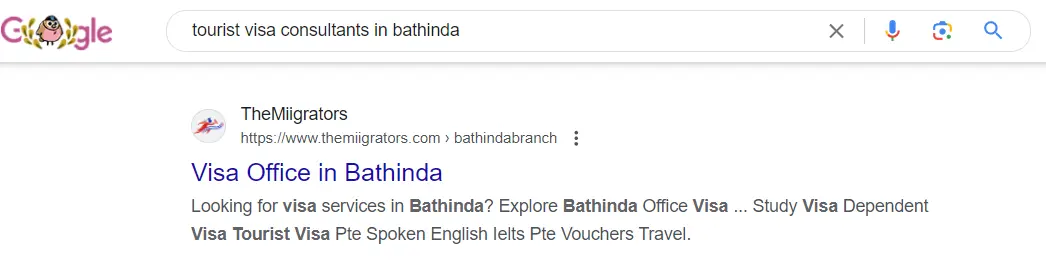 Google
tourist visa consultants in bathinda
TheMiigrators
https://www.themiigrators.com › bathindabranch
Visa Office in Bathinda
Looking for visa services in Bathinda? Explore Bathinda Office Visa ... Study Visa Dependent
Visa Tourist Visa Pte Spoken English Ielts Pte Vouchers Travel.